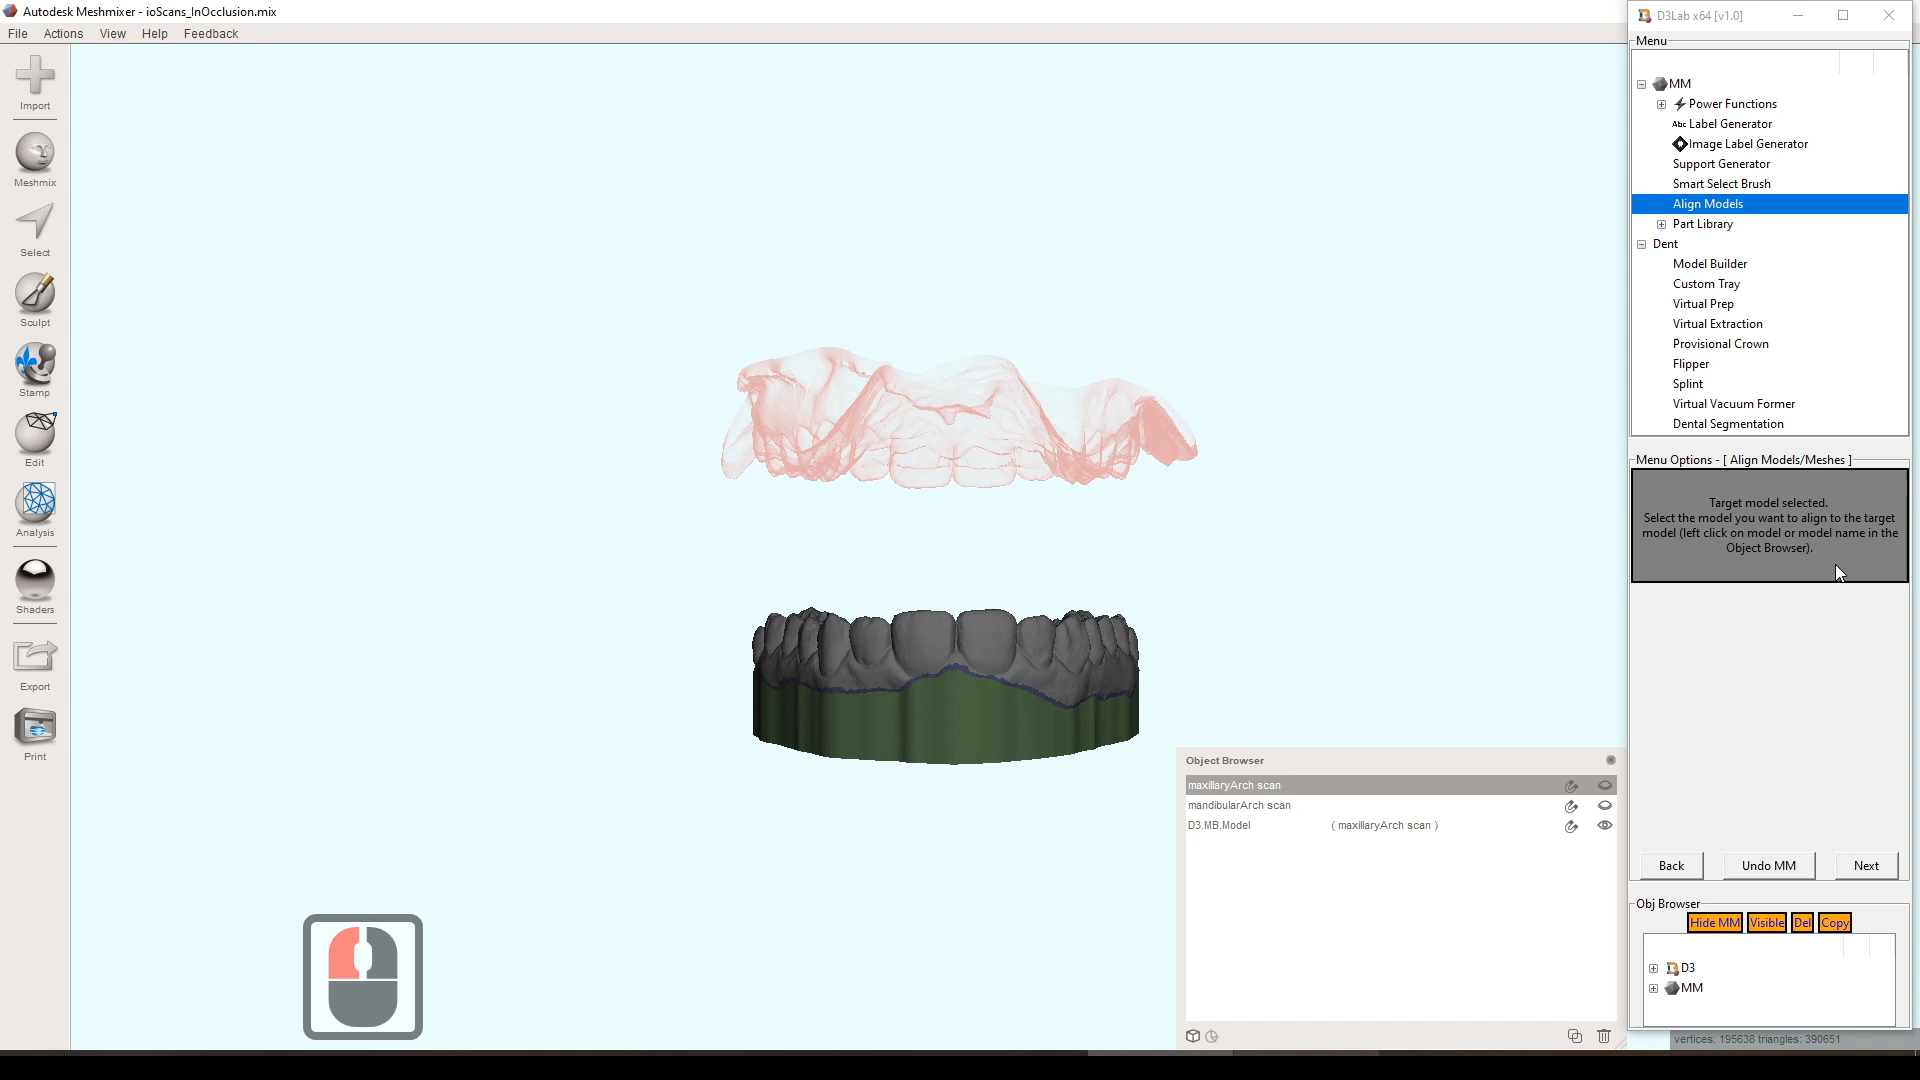 Autodesk Meshmixer - ioScans_InOcclusion.mix
File Actions View Help Feedback
Import
Meshmix
Select
Sculpt
Stamp
Edit
Analysis
Shaders
Export
Print
Object Browser
maxillaryArch scan
mandibularArch scan
D3.MB.Model ( maxillaryArch scan )
D3Lab x64 [v1.0]
Menu
MM
Power Functions
Abc Label Generator
Image Label Generator
Support Generator
Smart Select Brush
Align Models
Part Library
Dent
Model Builder
Custom Tray
Virtual Prep
Virtual Extraction
Provisional Crown
Flipper
Splint
Virtual Vacuum Former
Dental Segmentation
Menu Options - [ Align Models/Meshes ]
Target model selected.
Select the model you want to align to the target
model (left click on model or model name in the
Object Browser).
Back Undo MM Next
Obj Browser
Hide MM Visible Del Copy
D3
MM
vertices: 195638 triangles: 390651